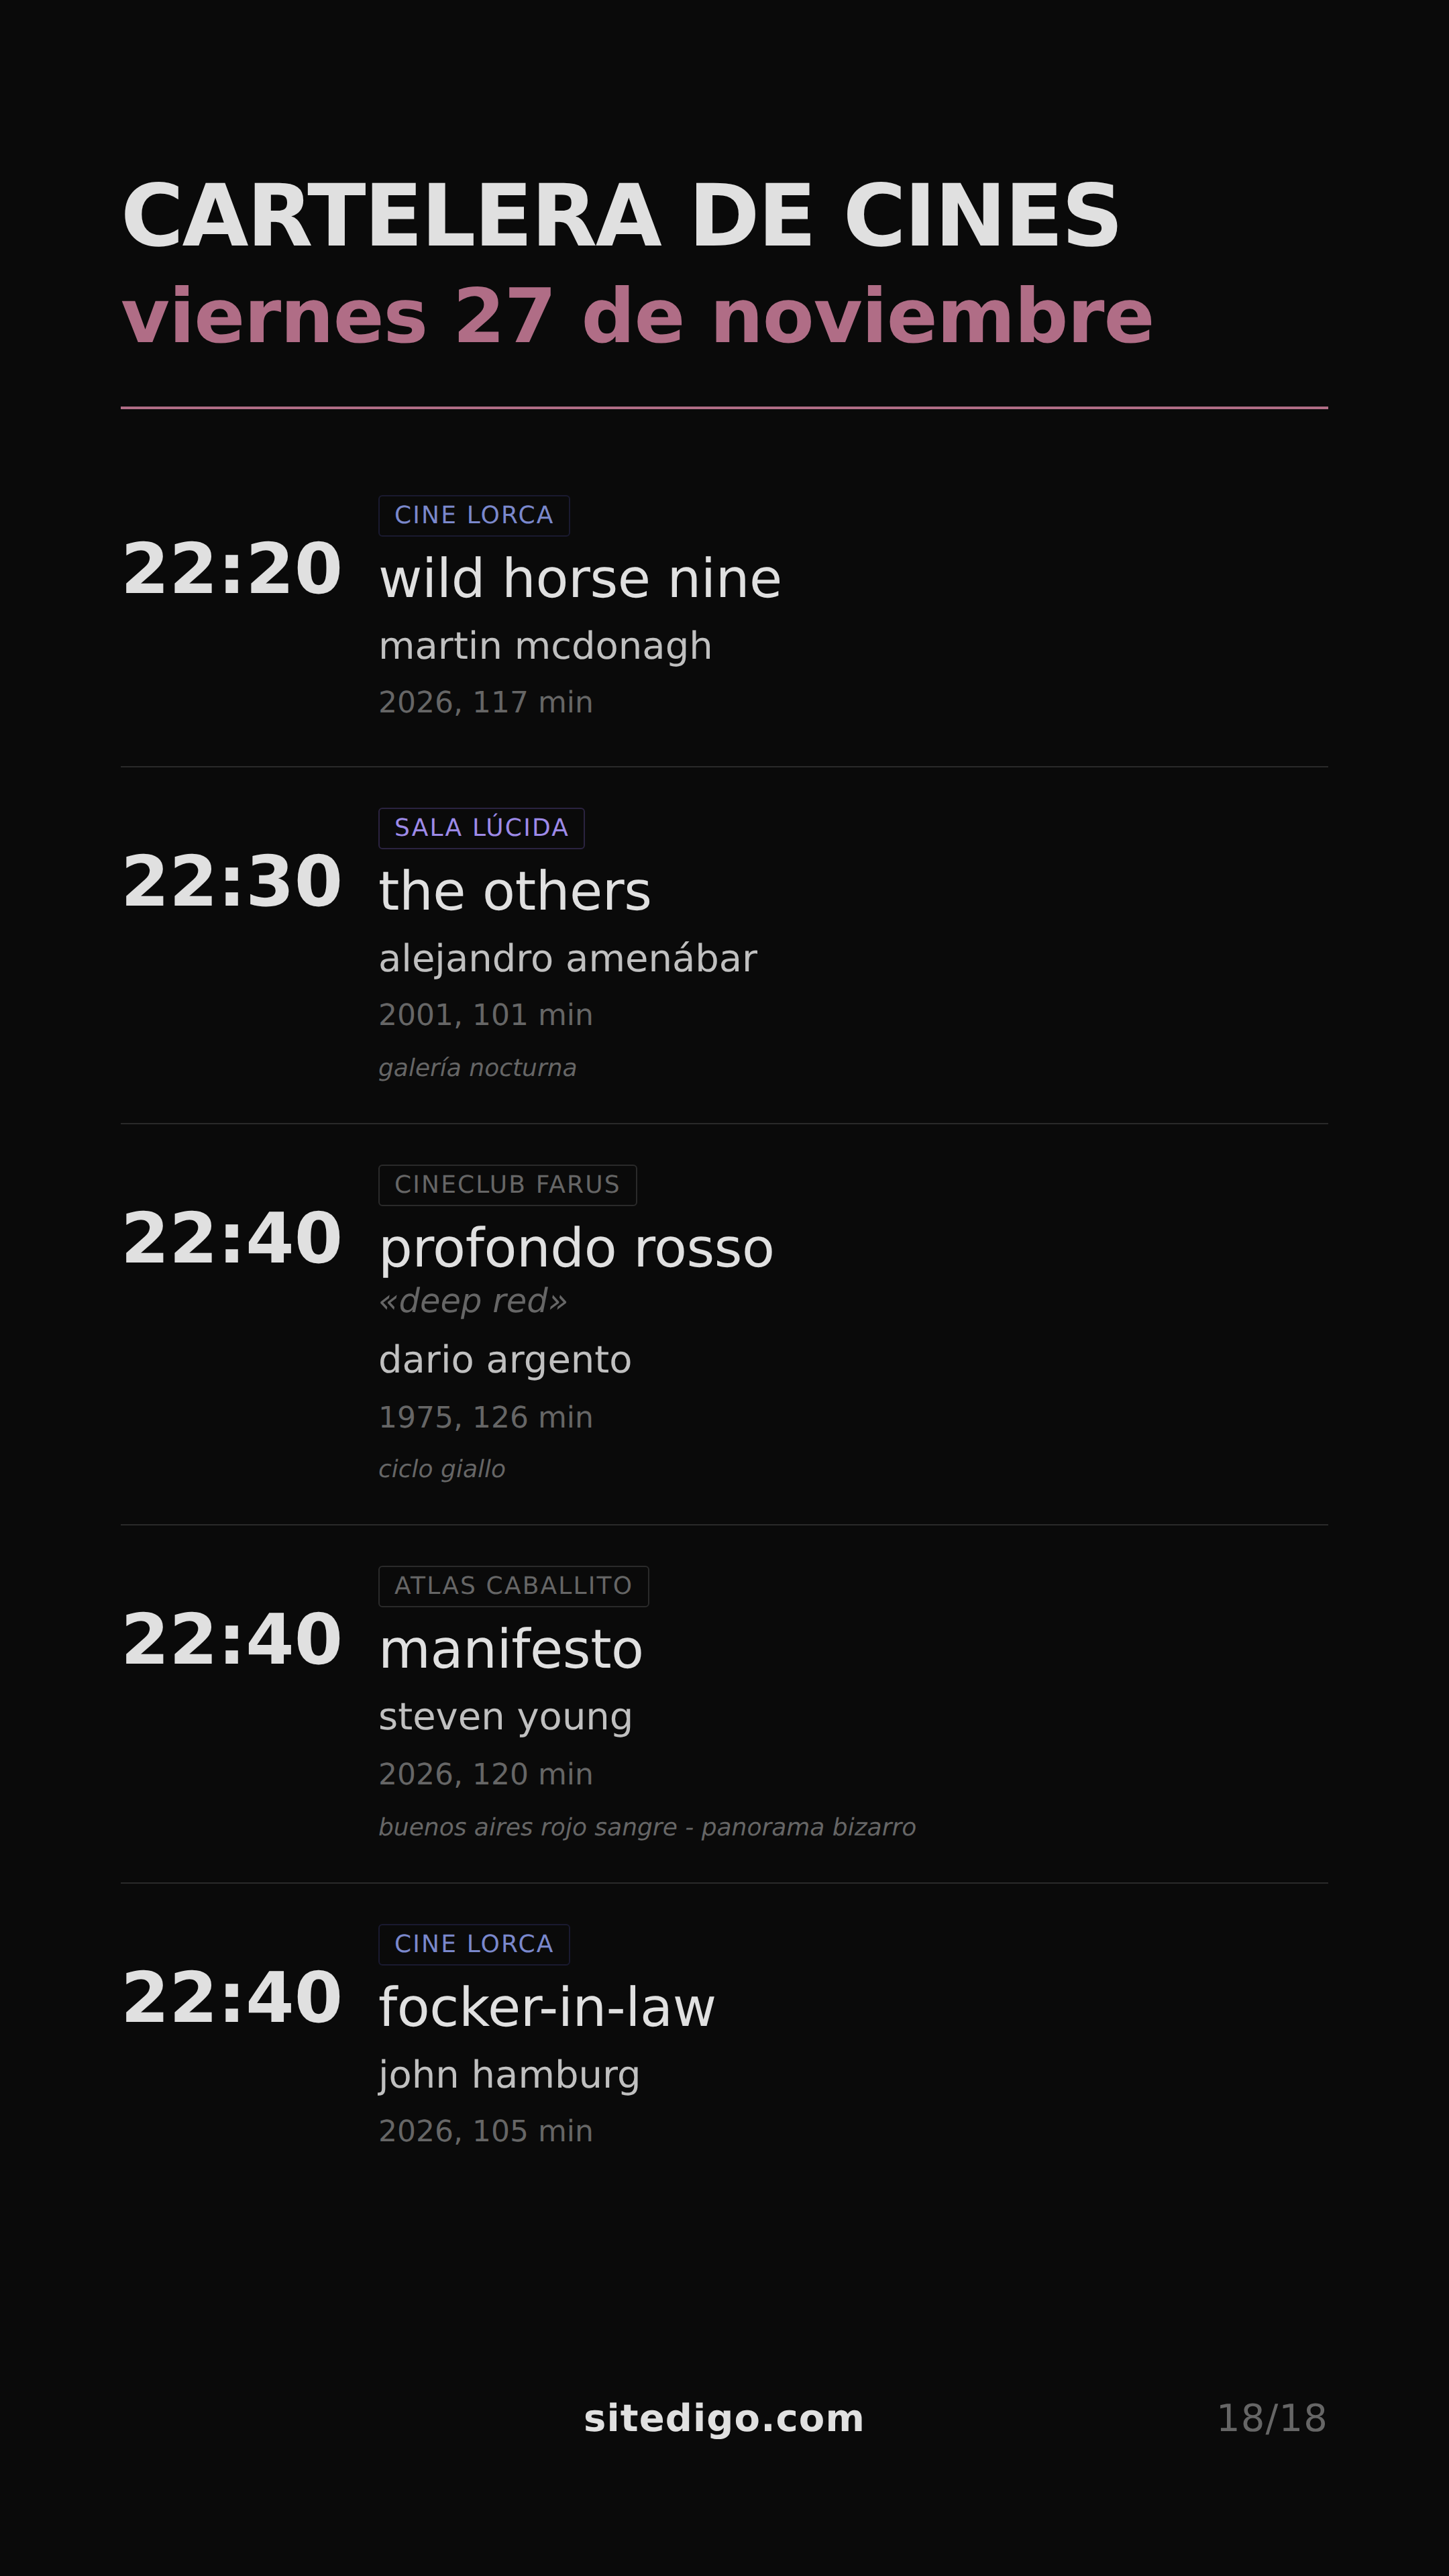 CARTELERA DE CINES
viernes 27 de noviembre
CINE LORCA
22:20
wild horse nine
martin mcdonagh
2026, 117 min
SALA LÚCIDA
22:30
the others
alejandro amenábar
2001, 101 min
galería nocturna
CINECLUB FARUS
22:40
profondo rosso
«deep red»
dario argento
1975, 126 min
ciclo giallo
ATLAS CABALLITO
22:40
manifesto
steven young
2026, 120 min
buenos aires rojo sangre - panorama bizarro
CINE LORCA
22:40
focker-in-law
john hamburg
2026, 105 min
sitedigo.com
18/18